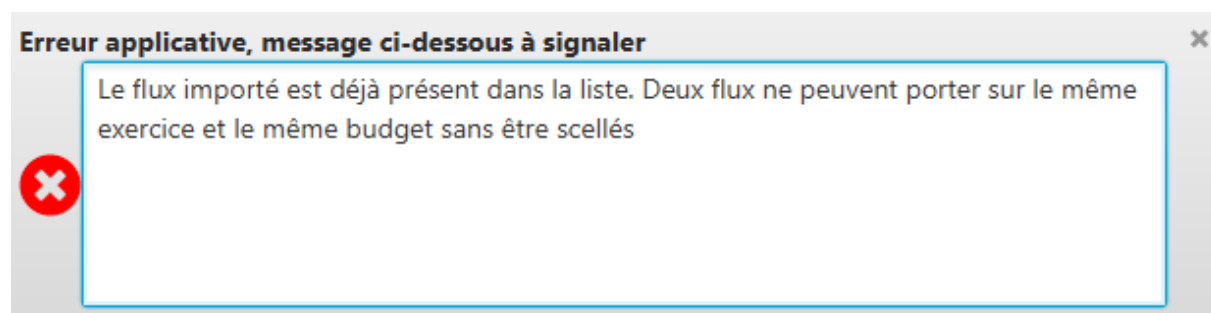 Erreur applicative, message ci-dessous à signaler
Le flux importé est déjà présent dans la liste. Deux flux ne peuvent porter sur le même
exercice et le même budget sans être scellés